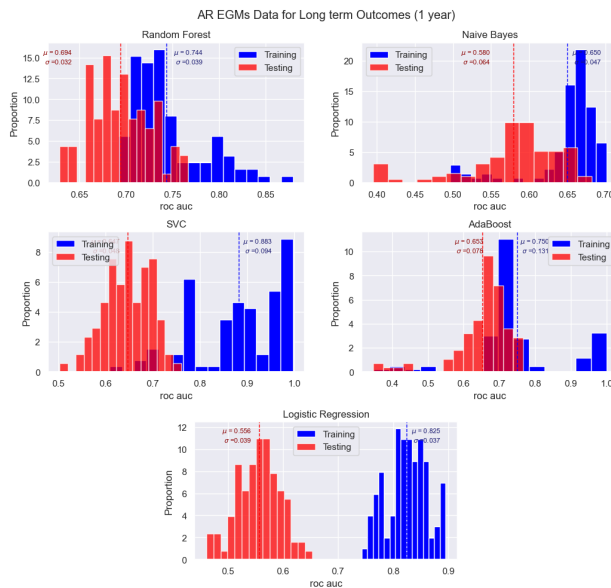 AR EGMs Data for Long term Outcomes (1 year)
Random Forest
μ = 0.694
σ =0.032
μ = 0.744
σ =0.039
Training
Testing
Proportion
15.0
12.5
10.0
7.5
5.0
2.5
0.0
0.65 0.70 0.75 0.80 0.85
roc auc
Naive Bayes
μ = 0.580
σ =0.064
μ = 0.650
σ =0.047
Training
Testing
Proportion
20
15
10
5
0
0.40 0.45 0.50 0.55 0.60 0.65 0.70
roc auc
SVC
Training
Testing
μ = 0.883
σ =0.094
Proportion
8
6
4
2
0
0.5 0.6 0.7 0.8 0.9 1.0
roc auc
AdaBoost
Training
Testing
μ = 0.653
σ =0.078
μ = 0.750
σ =0.131
Proportion
10
8
6
4
2
0
0.4 0.5 0.6 0.7 0.8 0.9 1.0
roc auc
Logistic Regression
μ = 0.556
σ =0.039
Training
Testing
μ = 0.825
σ =0.037
Proportion
12
10
8
6
4
2
0
0.5 0.6 0.7 0.8 0.9
roc auc